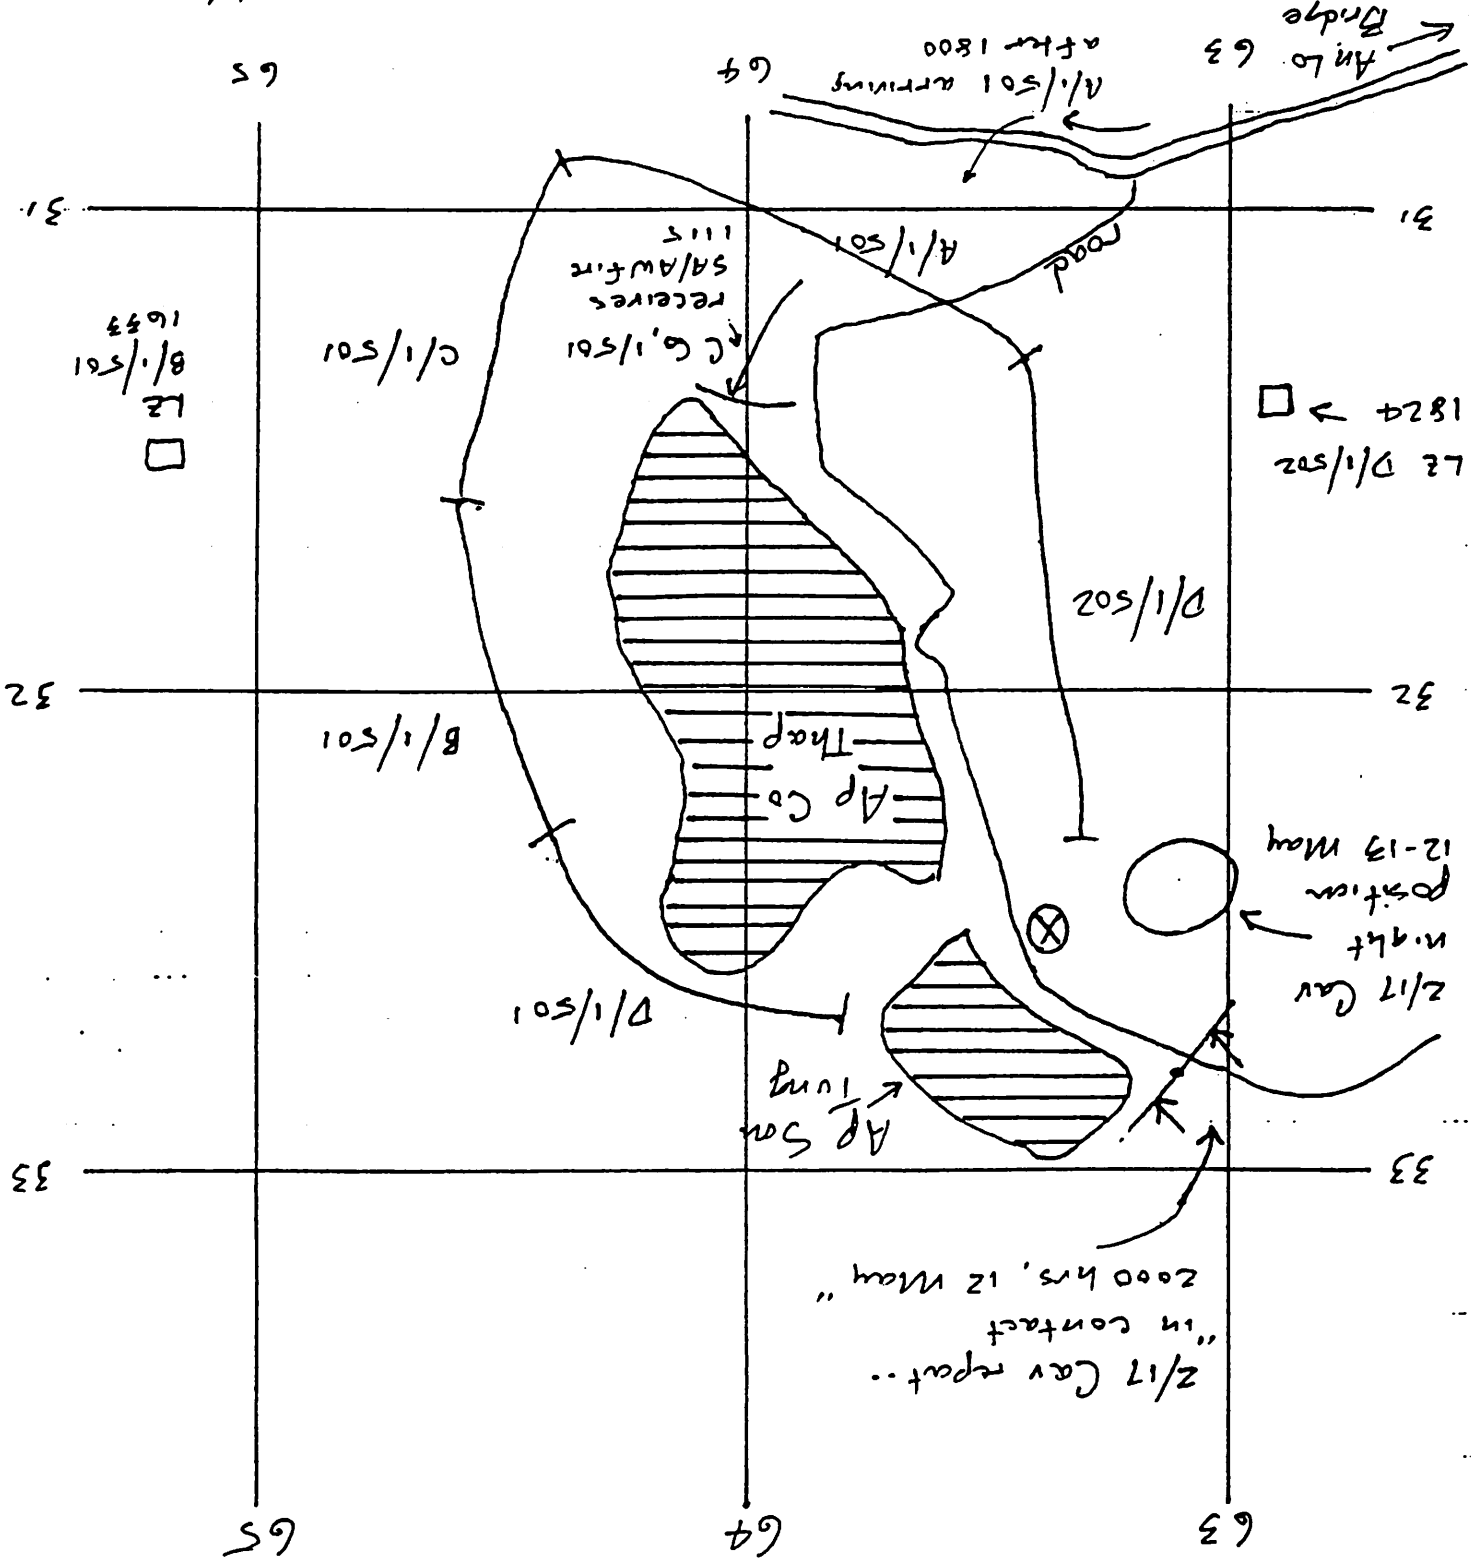 63 64 65
2/17 Cav report..
"in contact
2000 hrs, 12 May"
33 33
Ap Son
Tung
2/17 Cav
night
position
12-13 May
D/1/501
Ap Co
Thap
B/1/501
32 32
D/1/502
LZ D/1/502
1824
LZ
B/1/501
1633
C/1/501
C Co, 1/501
receives
SA/AW fire
1115
road
A/1/501
31 31
A/1/501 arriving
after 1800
An Lo
Bridge
63 64 65